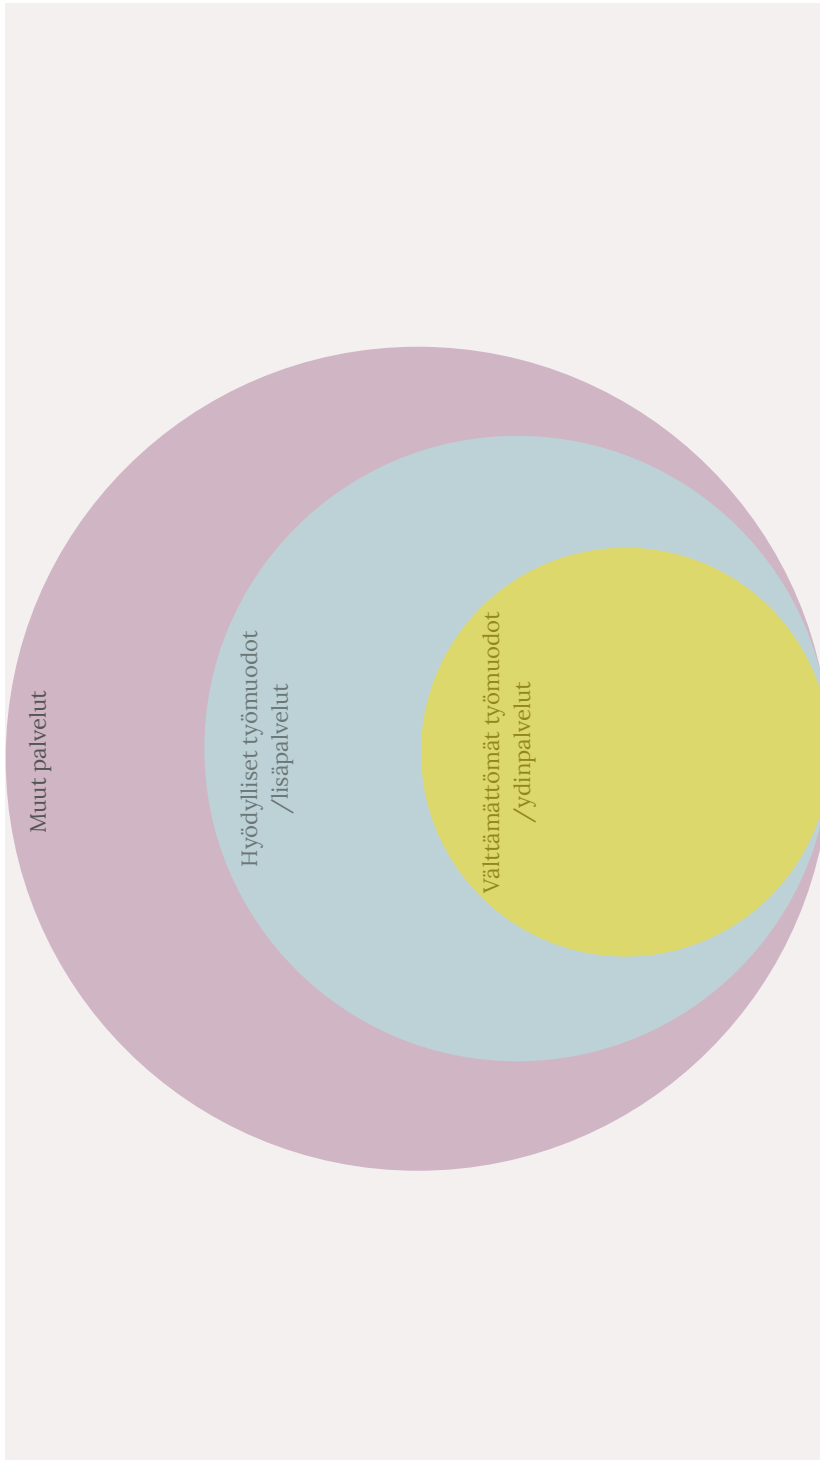 Muut palvelut
Hyödylliset työmuodot
/lisäpalvelut
Välttämättömät työmuodot
/ydinpalvelut